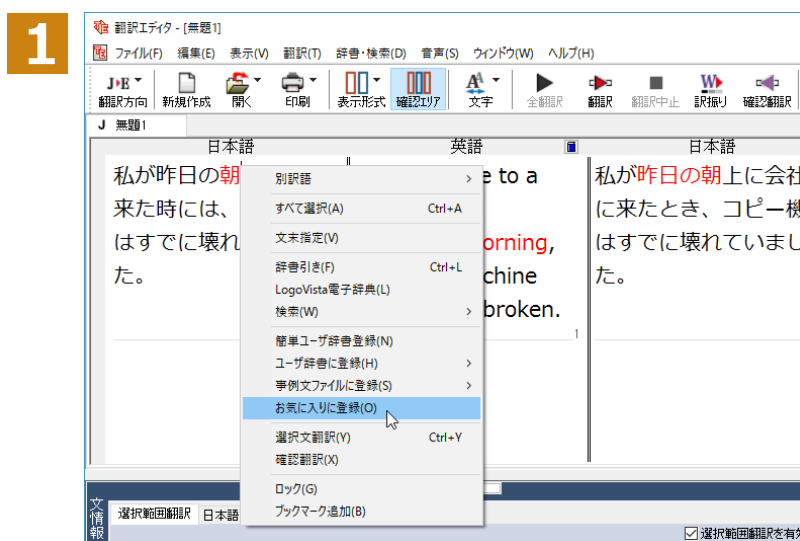 1
翻訳エディタ - [無題1]
ファイル(F) 編集(E) 表示(V) 翻訳(T) 辞書・検索(D) 音声(S) ウィンドウ(W) ヘルプ(H)
J▸E
翻訳方向 新規作成 開く 印刷 表示形式 確認エリア 文字 全翻訳 翻訳 翻訳中止 訳振り 確認翻訳
J 無題1
日本語 英語 日本語
私が昨日の朝
来た時には、
はすでに壊れ
た。
e to a
orning,
chine
broken.
1
私が昨日の朝上に会社
に来たとき、コピー機
はすでに壊れていまし
た。
別訳語
すべて選択(A) Ctrl+A
文末指定(V)
辞書引き(F) Ctrl+L
LogoVista電子辞典(L)
検索(W)
簡単ユーザ辞書登録(N)
ユーザ辞書に登録(H)
事例文ファイルに登録(S)
お気に入りに登録(O)
選択文翻訳(Y) Ctrl+Y
確認翻訳(X)
ロック(G)
ブックマーク追加(B)
文情報
選択範囲翻訳 日本語
選択範囲翻訳を有効